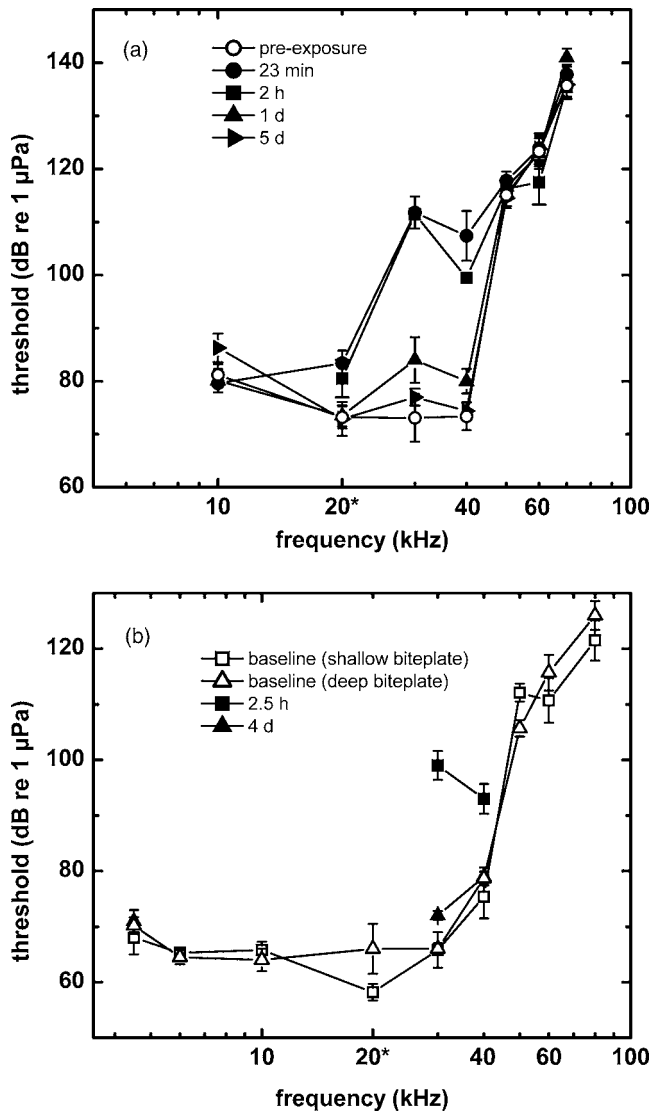 (a)
pre-exposure
23 min
2 h
1 d
5 d
140
120
100
80
60
threshold (dB re 1 µPa)
10
20*
40
60
100
frequency (kHz)
(b)
baseline (shallow biteplate)
baseline (deep biteplate)
2.5 h
4 d
120
100
80
60
threshold (dB re 1 µPa)
10
20*
40
60
100
frequency (kHz)